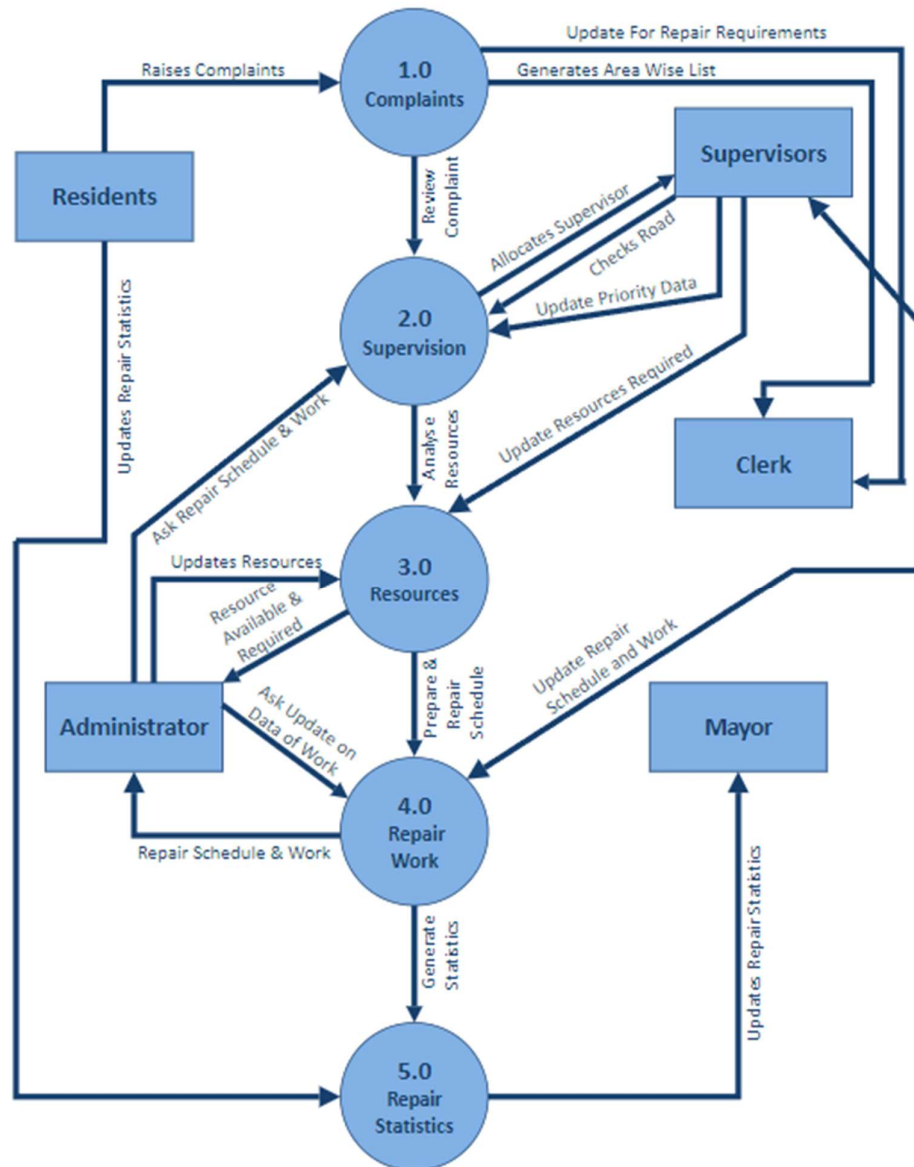 Update For Repair Requirements
Raises Complaints
1.0
Complaints
Generates Area Wise List
Residents
Supervisors
Review
Complaint
Allocates Supervisor
Checks Road
Update Priority Data
2.0
Supervision
Updates Repair Statistics
Ask Repair Schedule & Work
Analyse
Resources
Update Resources Required
Clerk
Updates Resources
3.0
Resources
Resource
Available &
Required
Prepare &
Repair
Schedule
Update Repair
Schedule and Work
Administrator
Ask Update on
Data of Work
Mayor
4.0
Repair
Work
Repair Schedule & Work
Generate
Statistics
Updates Repair Statistics
5.0
Repair
Statistics